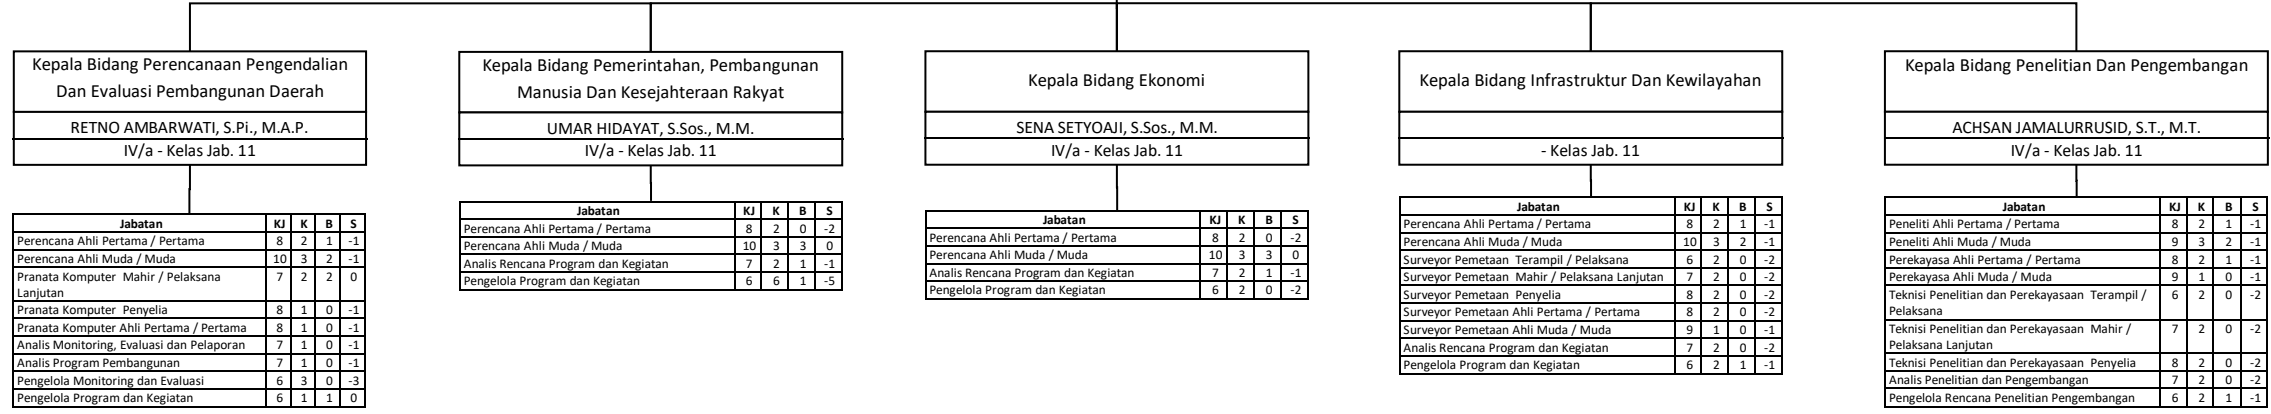 Kepala Bidang Perencanaan Pengendalian
Dan Evaluasi Pembangunan Daerah
RETNO AMBARWATI, S.Pi., M.A.P.
IV/a - Kelas Jab. 11
Jabatan KJ K B S
Perencana Ahli Pertama / Pertama 8 2 1 -1
Perencana Ahli Muda / Muda 10 3 2 -1
Pranata Komputer Mahir / Pelaksana
Lanjutan 7 2 2 0
Pranata Komputer Penyelia 8 1 0 -1
Pranata Komputer Ahli Pertama / Pertama 8 1 0 -1
Analis Monitoring, Evaluasi dan Pelaporan 7 1 0 -1
Analis Program Pembangunan 7 1 0 -1
Pengelola Monitoring dan Evaluasi 6 3 0 -3
Pengelola Program dan Kegiatan 6 1 1 0
Kepala Bidang Pemerintahan, Pembangunan
Manusia Dan Kesejahteraan Rakyat
UMAR HIDAYAT, S.Sos., M.M.
IV/a - Kelas Jab. 11
Jabatan KJ K B S
Perencana Ahli Pertama / Pertama 8 2 0 -2
Perencana Ahli Muda / Muda 10 3 3 0
Analis Rencana Program dan Kegiatan 7 2 1 -1
Pengelola Program dan Kegiatan 6 6 1 -5
Kepala Bidang Ekonomi
SENA SETYOAJI, S.Sos., M.M.
IV/a - Kelas Jab. 11
Jabatan KJ K B S
Perencana Ahli Pertama / Pertama 8 2 0 -2
Perencana Ahli Muda / Muda 10 3 3 0
Analis Rencana Program dan Kegiatan 7 2 1 -1
Pengelola Program dan Kegiatan 6 2 0 -2
Kepala Bidang Infrastruktur Dan Kewilayahan
- Kelas Jab. 11
Jabatan KJ K B S
Perencana Ahli Pertama / Pertama 8 2 1 -1
Perencana Ahli Muda / Muda 10 3 2 -1
Surveyor Pemetaan Terampil / Pelaksana 6 2 0 -2
Surveyor Pemetaan Mahir / Pelaksana Lanjutan 7 2 0 -2
Surveyor Pemetaan Penyelia 8 2 0 -2
Surveyor Pemetaan Ahli Pertama / Pertama 8 2 0 -2
Surveyor Pemetaan Ahli Muda / Muda 9 1 0 -1
Analis Rencana Program dan Kegiatan 7 2 0 -2
Pengelola Program dan Kegiatan 6 2 1 -1
Kepala Bidang Penelitian Dan Pengembangan
ACHSAN JAMALURRUSID, S.T., M.T.
IV/a - Kelas Jab. 11
Jabatan KJ K B S
Peneliti Ahli Pertama / Pertama 8 2 1 -1
Peneliti Ahli Muda / Muda 9 3 2 -1
Perekayasa Ahli Pertama / Pertama 8 2 1 -1
Perekayasa Ahli Muda / Muda 9 1 0 -1
Teknisi Penelitian dan Perekayasaan Terampil /
Pelaksana 6 2 0 -2
Teknisi Penelitian dan Perekayasaan Mahir /
Pelaksana Lanjutan 7 2 0 -2
Teknisi Penelitian dan Perekayasaan Penyelia 8 2 0 -2
Analis Penelitian dan Pengembangan 7 2 0 -2
Pengelola Rencana Penelitian Pengembangan 6 2 1 -1